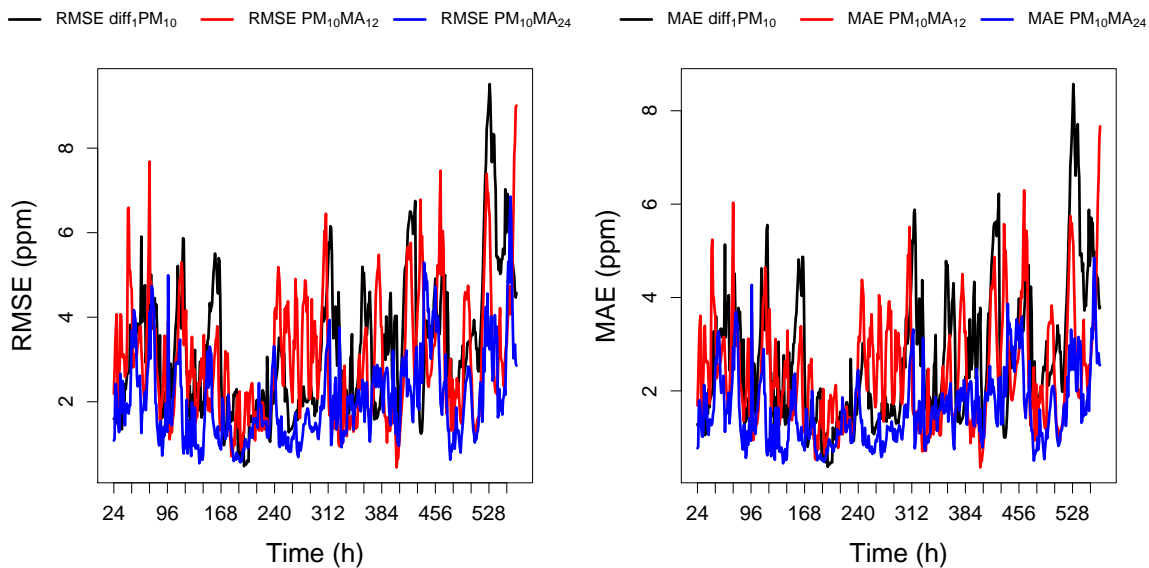 RMSE diff₁PM₁₀ RMSE PM₁₀MA₁₂ RMSE PM₁₀MA₂₄
RMSE (ppm)
8
6
4
2
24 96 168 240 312 384 456 528
Time (h)
MAE diff₁PM₁₀ MAE PM₁₀MA₁₂ MAE PM₁₀MA₂₄
MAE (ppm)
8
6
4
2
24 96 168 240 312 384 456 528
Time (h)